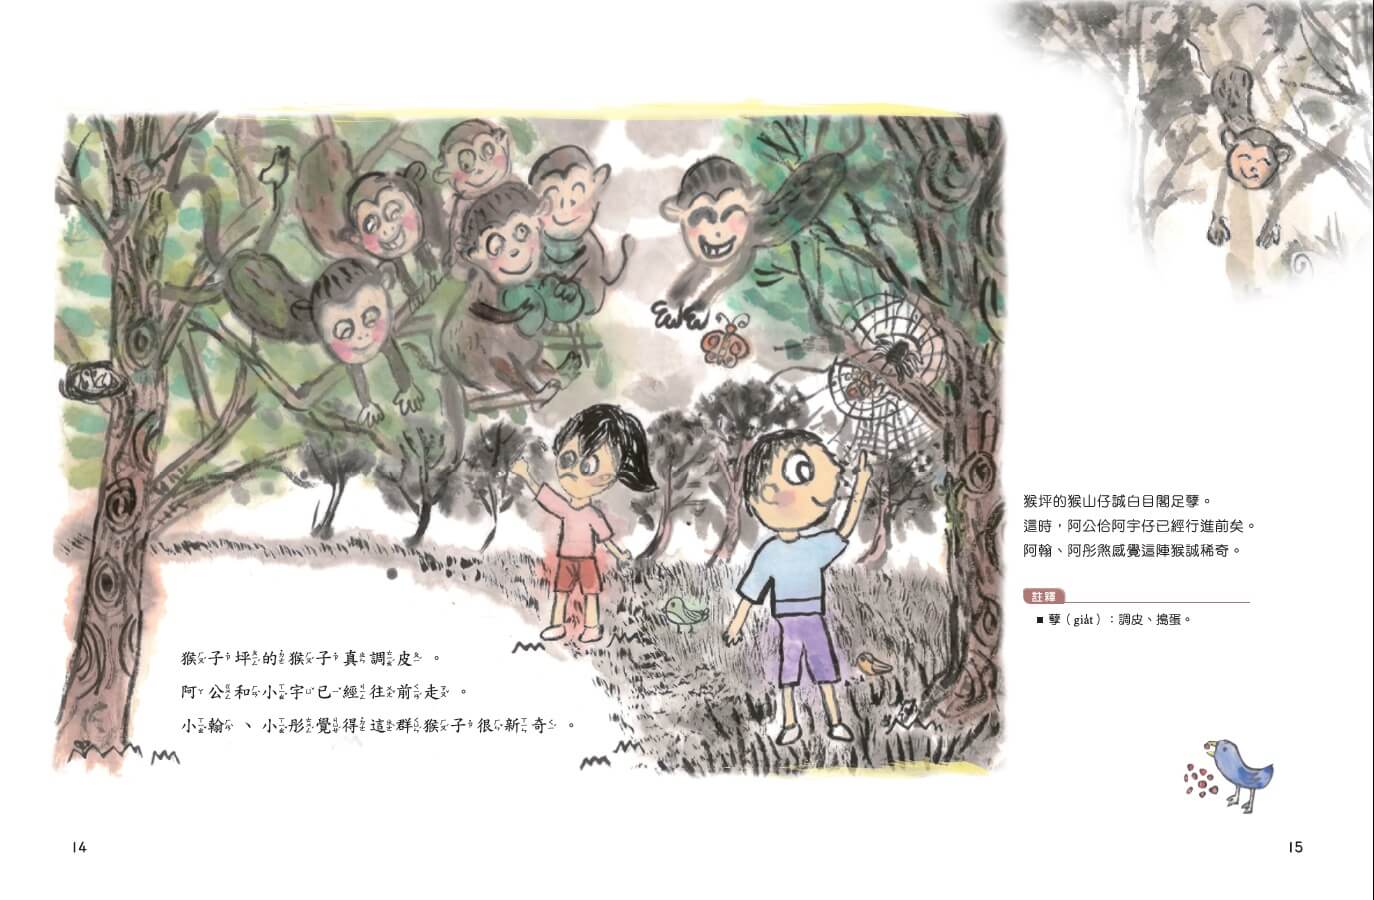 猴子坪的猴子真調皮。
阿公和小宇已經往前走。
小翰、小彤覺得這群猴子很新奇。
猴坪的猴山仔誠白目閣足孽。
這時，阿公佮阿宇仔已經行進前矣。
阿翰、阿彤煞感覺這陣猴誠稀奇。
註釋
■ 孽（gia̍t）：調皮、搗蛋。
14
15